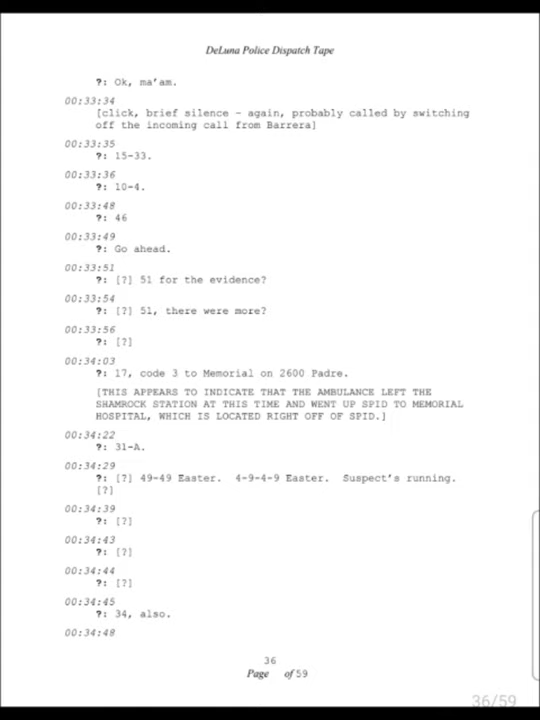 DeLuna Police Dispatch Tape
?: Ok, ma'am.
00:33:34
[click, brief silence – again, probably called by switching
off the incoming call from Barrera]
00:33:35
?: 15-33.
00:33:36
?: 10-4.
00:33:48
?: 46
00:33:49
?: Go ahead.
00:33:51
?: [?] 51 for the evidence?
00:33:54
?: [?] 51, there were more?
00:33:56
?: [?]
00:34:03
?: 17, code 3 to Memorial on 2600 Padre.
[THIS APPEARS TO INDICATE THAT THE AMBULANCE LEFT THE
SHAMROCK STATION AT THIS TIME AND WENT UP SPID TO MEMORIAL
HOSPITAL, WHICH IS LOCATED RIGHT OFF OF SPID.]
00:34:22
?: 31-A.
00:34:29
?: [?] 49-49 Easter. 4-9-4-9 Easter. Suspect's running.
[?]
00:34:39
?: [?]
00:34:43
?: [?]
00:34:44
?: [?]
00:34:45
?: 34, also.
00:34:48
36
Page of 59
36/59